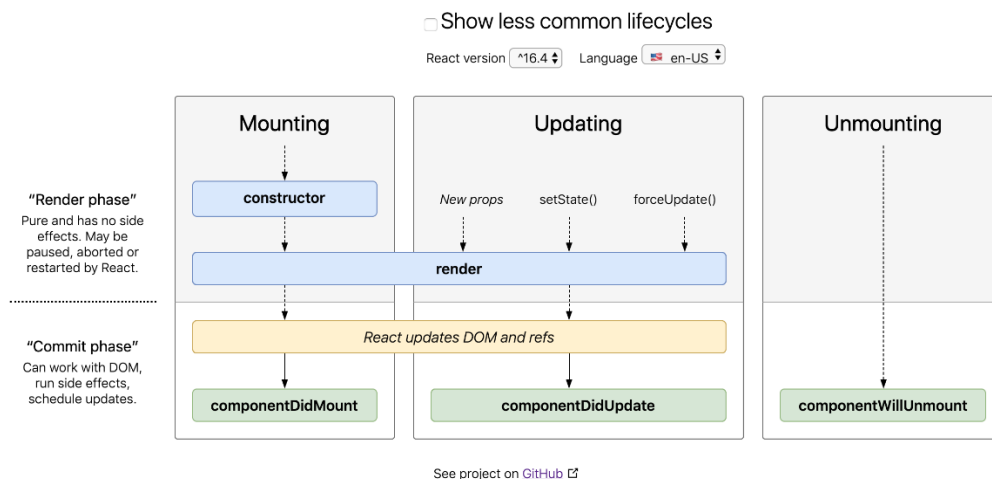 Show less common lifecycles
React version ^16.4 Language en-US
Mounting
Updating
Unmounting
“Render phase”
Pure and has no side
effects. May be
paused, aborted or
restarted by React.
constructor
New props
setState()
forceUpdate()
render
“Commit phase”
Can work with DOM,
run side effects,
schedule updates.
React updates DOM and refs
componentDidMount
componentDidUpdate
componentWillUnmount
See project on GitHub